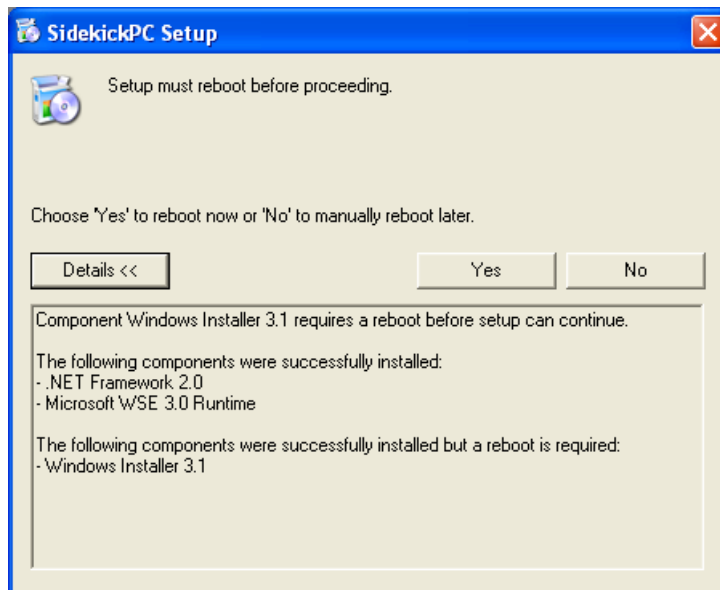 SidekickPC Setup
Setup must reboot before proceeding.
Choose 'Yes' to reboot now or 'No' to manually reboot later.
Details <<
Yes
No
Component Windows Installer 3.1 requires a reboot before setup can continue.
The following components were successfully installed:
- .NET Framework 2.0
- Microsoft WSE 3.0 Runtime
The following components were successfully installed but a reboot is required:
- Windows Installer 3.1